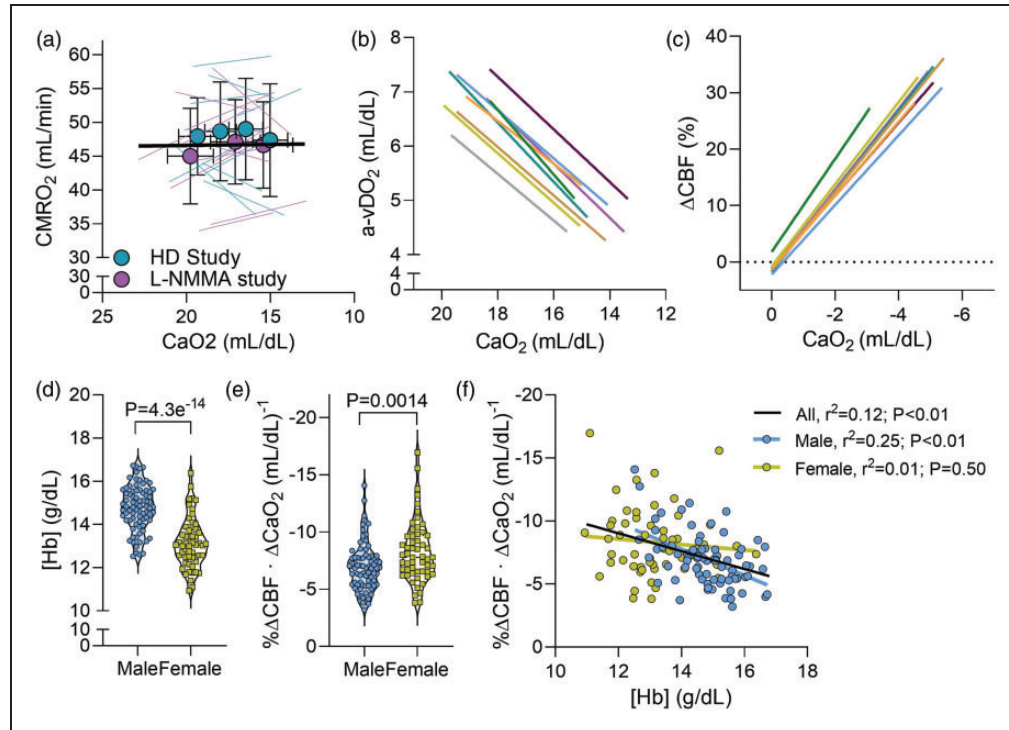 (a)
CMRO2 (mL/min)
60
55
50
45
40
35
30
30
0
HD Study
L-NMMA study
25
20
15
10
CaO2 (mL/dL)
(b)
a-vDO2 (mL/dL)
8
7
6
5
4
4
0
20
18
16
14
12
CaO2 (mL/dL)
(c)
ΔCBF (%)
40
30
20
10
0
0
-2
-4
-6
CaO2 (mL/dL)
(d)
[Hb] (g/dL)
20
18
16
14
12
10
10
0
P=4.3e-14
MaleFemale
(e)
%ΔCBF · ΔCaO2 (mL/dL)-1
-20
-15
-10
-5
0
P=0.0014
MaleFemale
(f)
%ΔCBF · ΔCaO2 (mL/dL)-1
-20
-15
-10
-5
0
10
12
14
16
18
[Hb] (g/dL)
All, r2=0.12; P<0.01
Male, r2=0.25; P<0.01
Female, r2=0.01; P=0.50